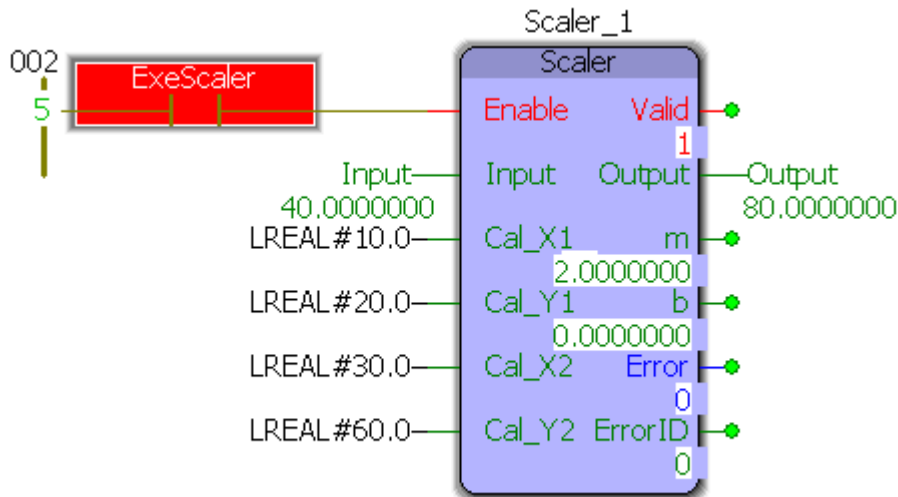 Scaler_1
002
Scaler
ExeScaler
5
Enable Valid
1
Input Input Output Output
40.0000000 80.0000000
LREAL#10.0 Cal_X1 m
2.0000000
LREAL#20.0 Cal_Y1 b
0.0000000
LREAL#30.0 Cal_X2 Error
0
LREAL#60.0 Cal_Y2 ErrorID
0